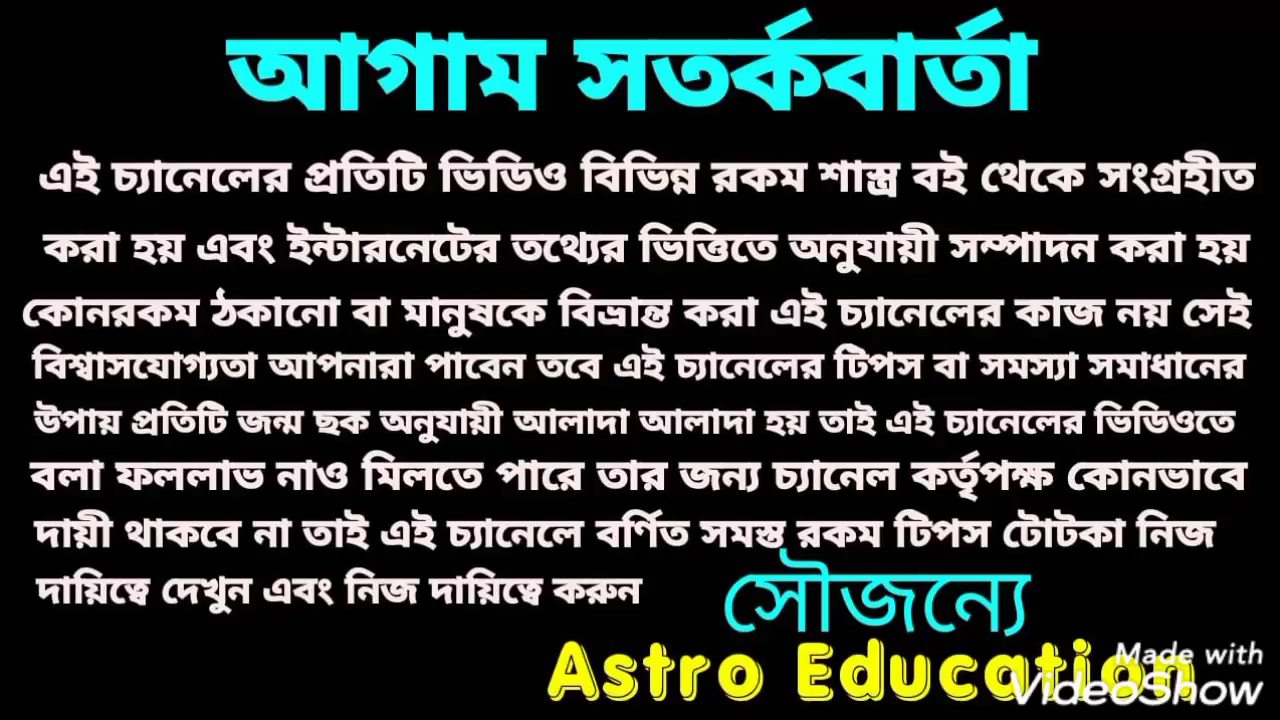 আগাম সতর্কবার্তা
এই চ্যানেলের প্রতিটি ভিডিও বিভিন্ন রকম শাস্ত্র বই থেকে সংগ্রহীত
করা হয় এবং ইন্টারনেটের তথ্যের ভিত্তিতে অনুযায়ী সম্পাদন করা হয়
কোনরকম ঠকানো বা মানুষকে বিভ্রান্ত করা এই চ্যানেলের কাজ নয় সেই
বিশ্বাসযোগ্যতা আপনারা পাবেন তবে এই চ্যানেলের টিপস বা সমস্যা সমাধানের
উপায় প্রতিটি জন্ম ছক অনুযায়ী আলাদা আলাদা হয় তাই এই চ্যানেলের ভিডিওতে
বলা ফললাভ নাও মিলতে পারে তার জন্য চ্যানেল কর্তৃপক্ষ কোনভাবে
দায়ী থাকবে না তাই এই চ্যানেলে বর্ণিত সমস্ত রকম টিপস টোটকা নিজ
দায়িত্বে দেখুন এবং নিজ দায়িত্বে করুন
সৌজন্যে
Astro Education
Made with
VideoShow